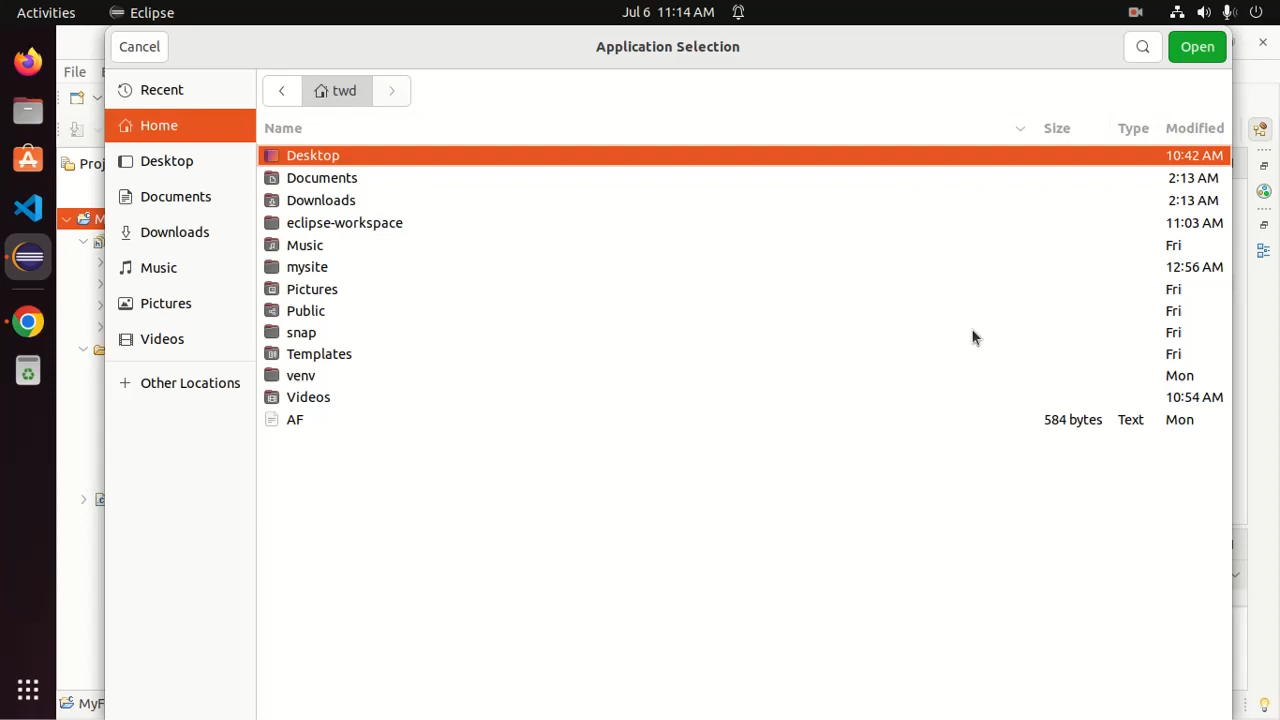 Activities Eclipse Jul 6 11:14 AM
Cancel Application Selection Open
File
Recent twd
Home Name Size Type Modified
Desktop Desktop 10:42 AM
Documents 2:13 AM
Documents Downloads 2:13 AM
Downloads eclipse-workspace 11:03 AM
Music Music Fri
mysite 12:56 AM
Pictures Pictures Fri
Public Fri
Videos snap Fri
Templates Fri
Other Locations venv Mon
Videos 10:54 AM
AF 584 bytes Text Mon
Proj
M
MyF